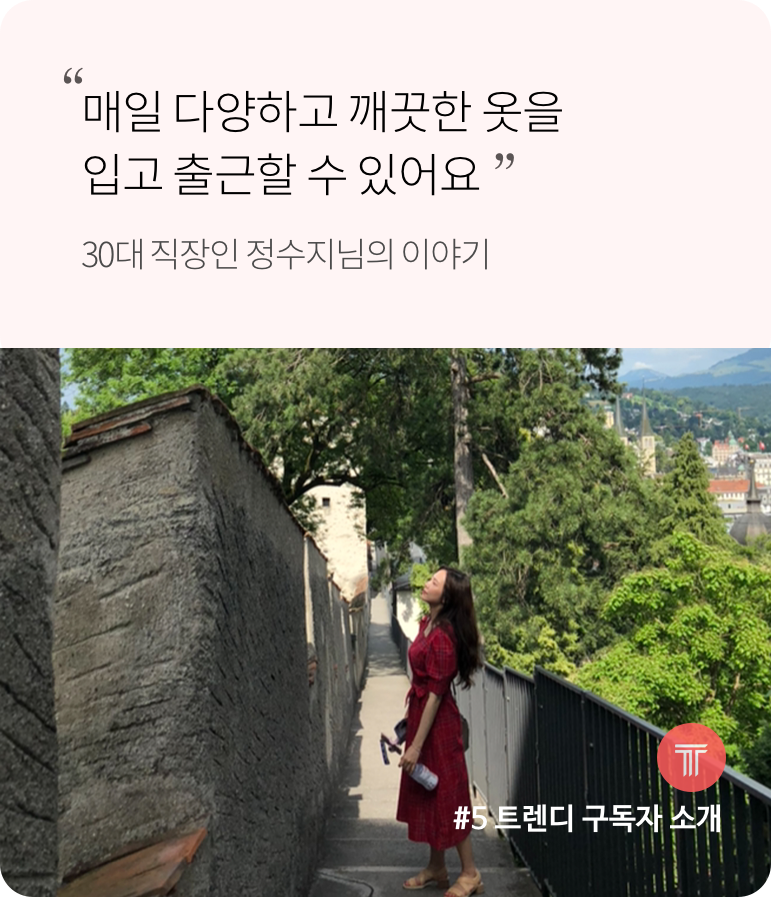 “매일 다양하고 깨끗한 옷을
입고 출근할 수 있어요”
30대 직장인 정수지님의 이야기
#5 트렌디 구독자 소개